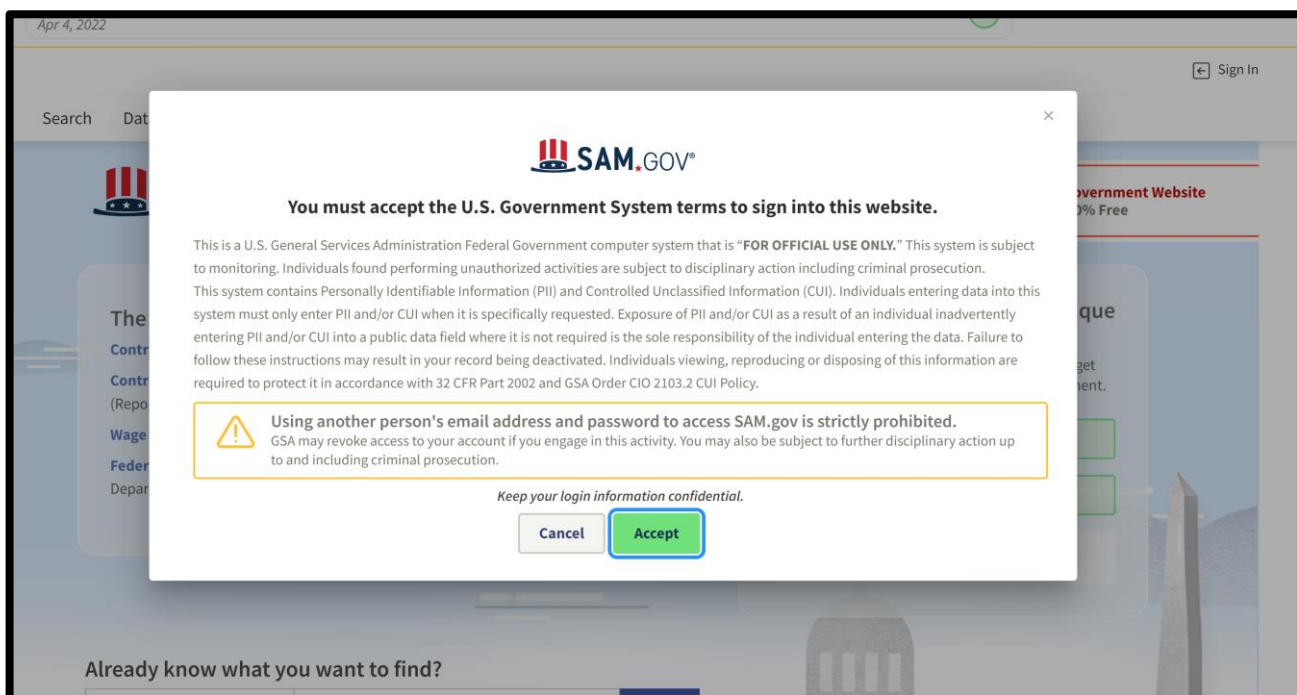 Apr 4, 2022
Sign In
Search Dat
SAM.GOV®
You must accept the U.S. Government System terms to sign into this website.
This is a U.S. General Services Administration Federal Government computer system that is “FOR OFFICIAL USE ONLY.” This system is subject
to monitoring. Individuals found performing unauthorized activities are subject to disciplinary action including criminal prosecution.
This system contains Personally Identifiable Information (PII) and Controlled Unclassified Information (CUI). Individuals entering data into this
system must only enter PII and/or CUI when it is specifically requested. Exposure of PII and/or CUI as a result of an individual inadvertently
entering PII and/or CUI into a public data field where it is not required is the sole responsibility of the individual entering the data. Failure to
follow these instructions may result in your record being deactivated. Individuals viewing, reproducing or disposing of this information are
required to protect it in accordance with 32 CFR Part 2002 and GSA Order CIO 2103.2 CUI Policy.
Using another person's email address and password to access SAM.gov is strictly prohibited.
GSA may revoke access to your account if you engage in this activity. You may also be subject to further disciplinary action up
to and including criminal prosecution.
Keep your login information confidential.
Cancel Accept
overnment Website
0% Free
The
Contr
Contr
(Repo
Wage
Feder
Depar
que
get
nent.
Already know what you want to find?